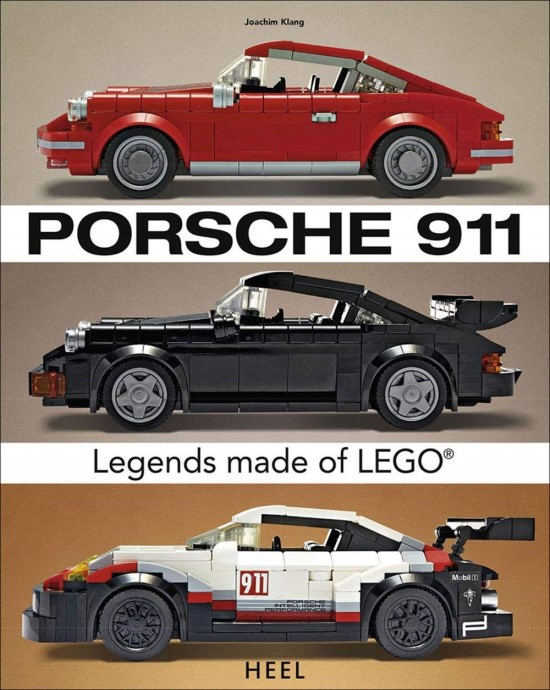 Joachim Klang
PORSCHE 911
Legends made of LEGO®
911
PORSCHE
INTELLIGENT
PERFORMANCE
Mobil 1
HEEL